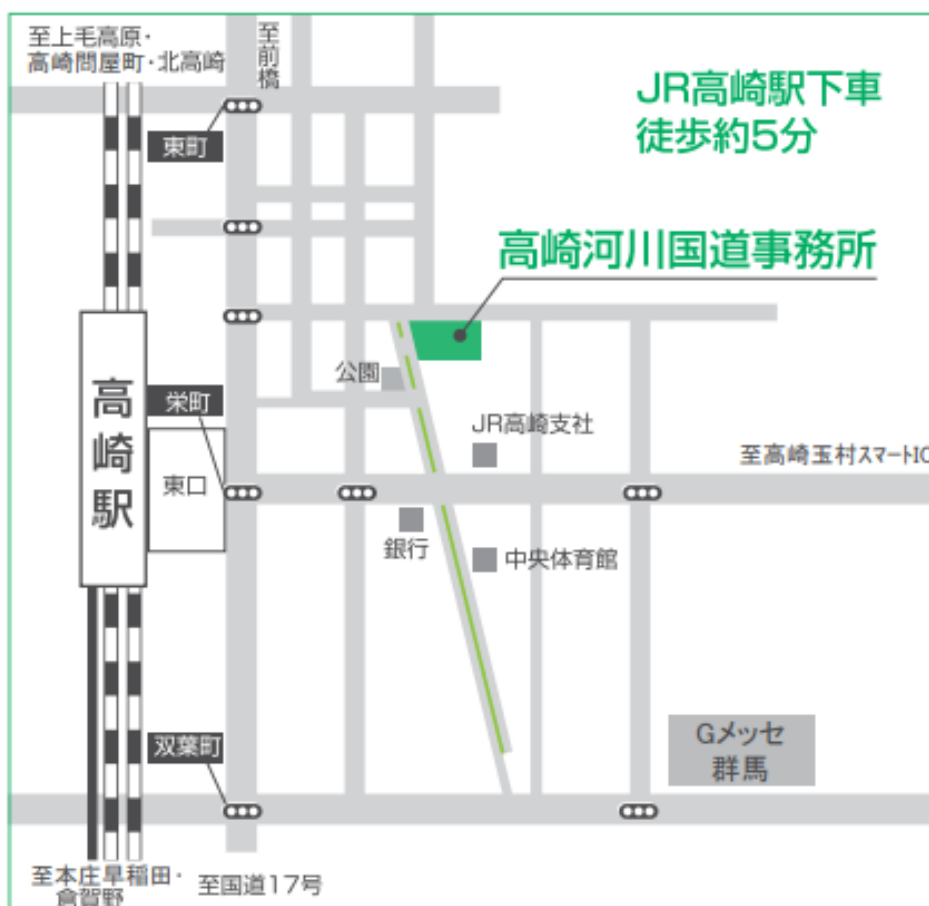 至上毛高原・
高崎問屋町・北高崎
至前橋
JR高崎駅下車
徒歩約5分
東町
高崎河川国道事務所
公園
栄町
高崎駅
JR高崎支社
至高崎玉村スマートIC
東口
銀行
中央体育館
双葉町
Gメッセ
群馬
至本庄早稲田・
倉賀野
至国道17号